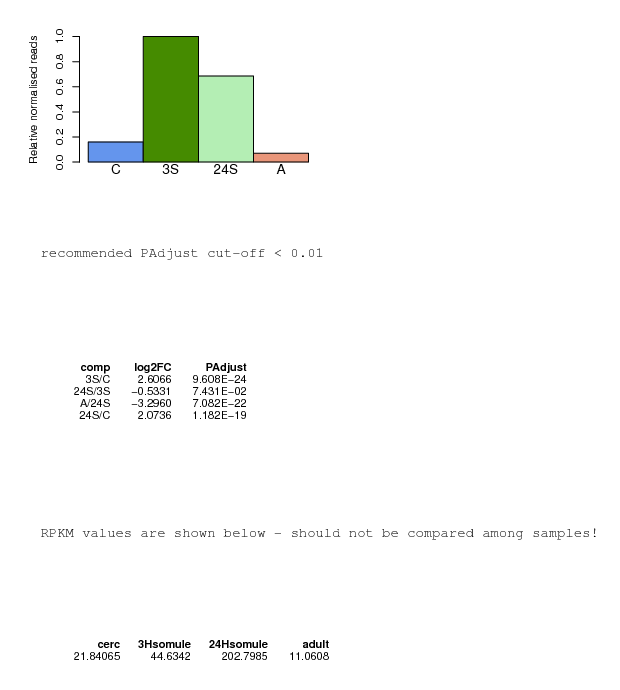 Relative normalised reads
1.0
0.8
0.6
0.4
0.2
0.0
C 3S 24S A
recommended PAdjust cut-off < 0.01
comp log2FC PAdjust
3S/C 2.6066 9.608E−24
24S/3S −0.5331 7.431E−02
A/24S −3.2960 7.082E−22
24S/C 2.0736 1.182E−19
RPKM values are shown below - should not be compared among samples!
cerc 3Hsomule 24Hsomule adult
21.84065 44.6342 202.7985 11.0608